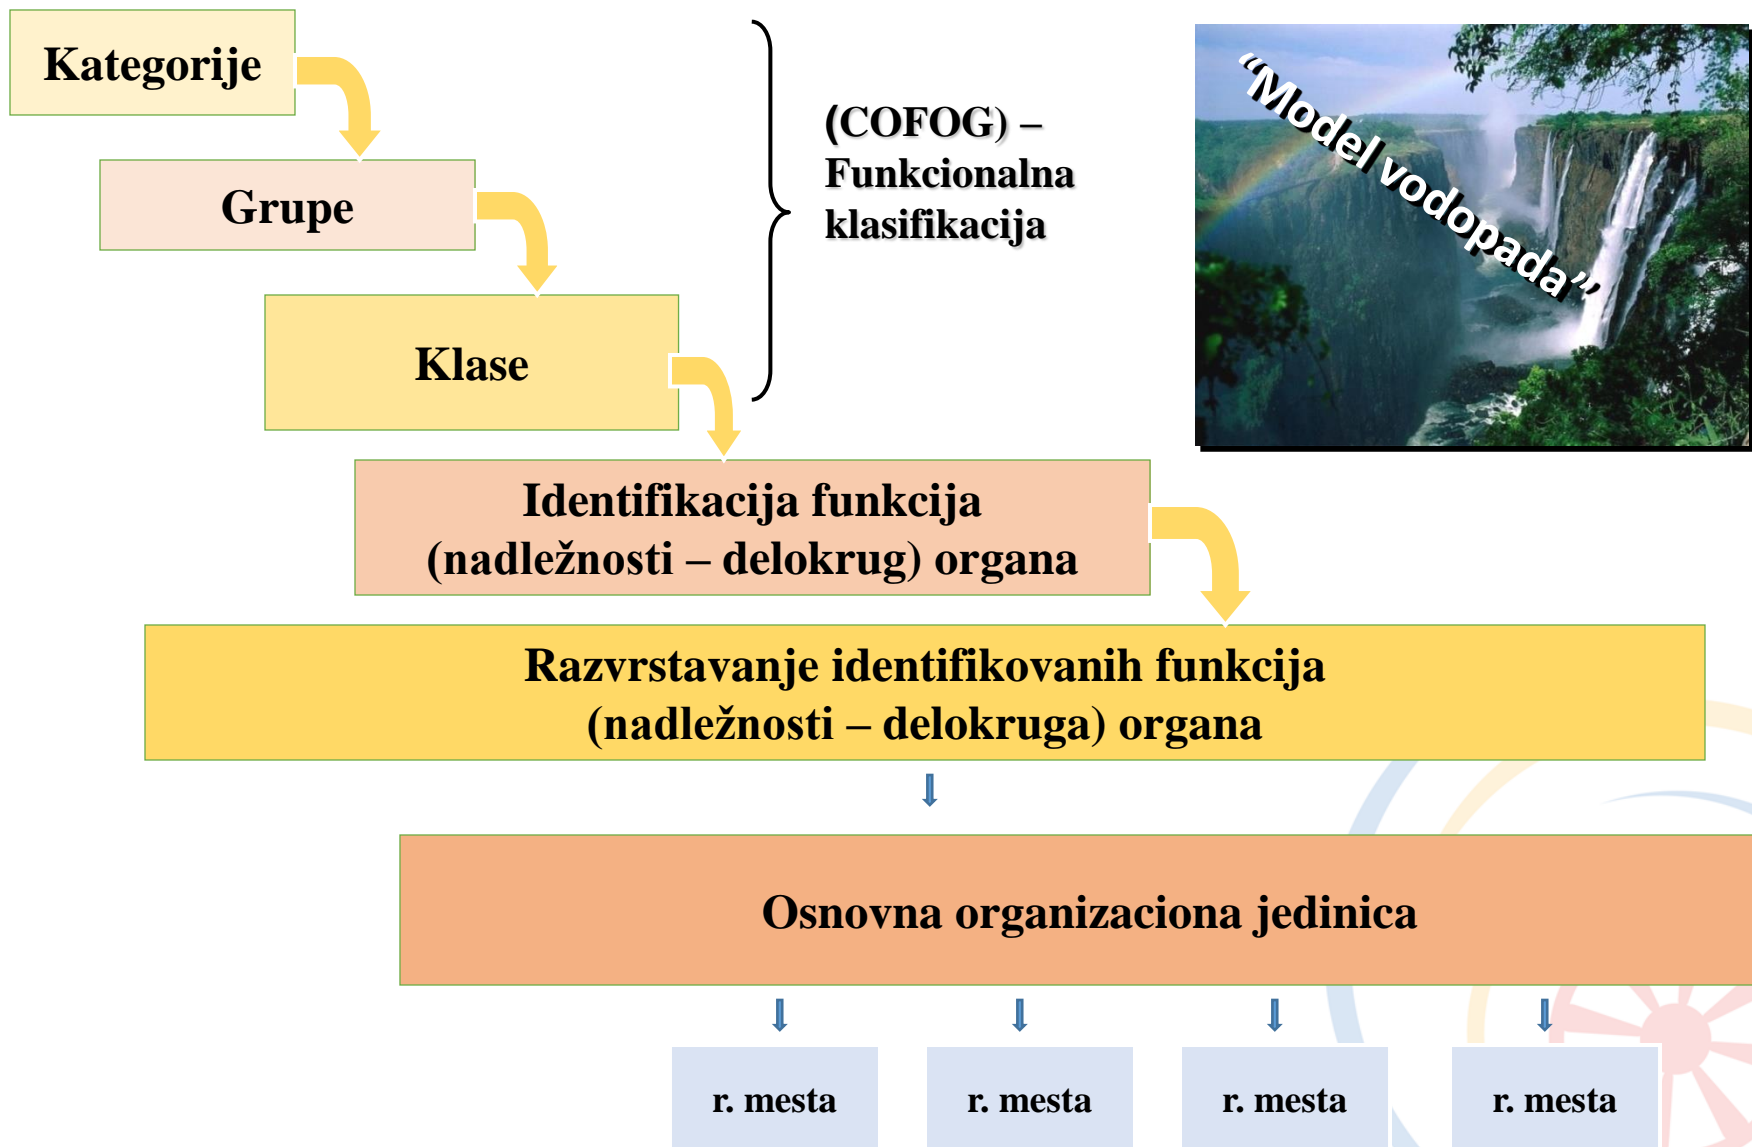 Kategorije
Grupe
Klase
(COFOG) –
Funkcionalna
klasifikacija
“Model vodopada”
Identifikacija funkcija
(nadležnosti – delokrug) organa
Razvrstavanje identifikovanih funkcija
(nadležnosti – delokruga) organa
Osnovna organizaciona jedinica
r. mesta
r. mesta
r. mesta
r. mesta